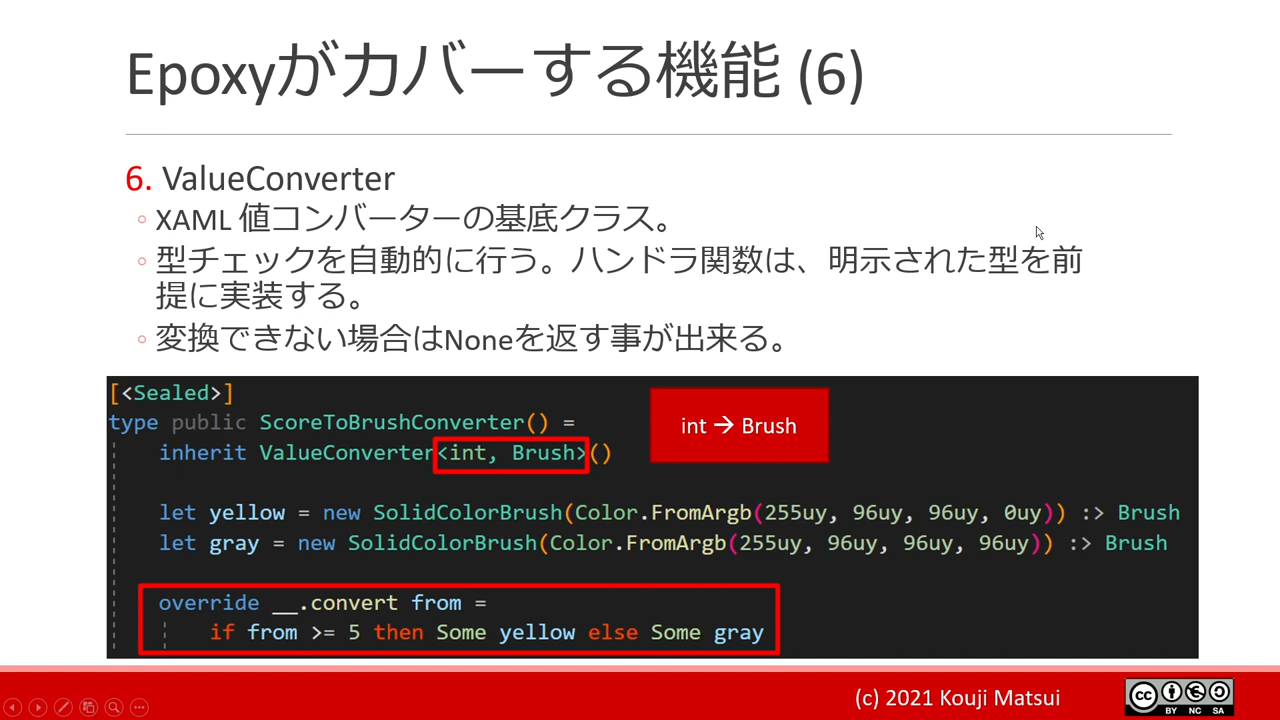 Epoxyがカバーする機能 (6)
6. ValueConverter
◦ XAML 値コンバーターの基底クラス。
◦ 型チェックを自動的に行う。ハンドラ関数は、明示された型を前
提に実装する。
◦ 変換できない場合はNoneを返す事が出来る。
[<Sealed>]
type public ScoreToBrushConverter() =
inherit ValueConverter<int, Brush>()
int → Brush
let yellow = new SolidColorBrush(Color.FromArgb(255uy, 96uy, 96uy, 0uy)) :> Brush
let gray = new SolidColorBrush(Color.FromArgb(255uy, 96uy, 96uy, 96uy)) :> Brush
override __.convert from =
if from >= 5 then Some yellow else Some gray
(c) 2021 Kouji Matsui
cc
BY NC SA